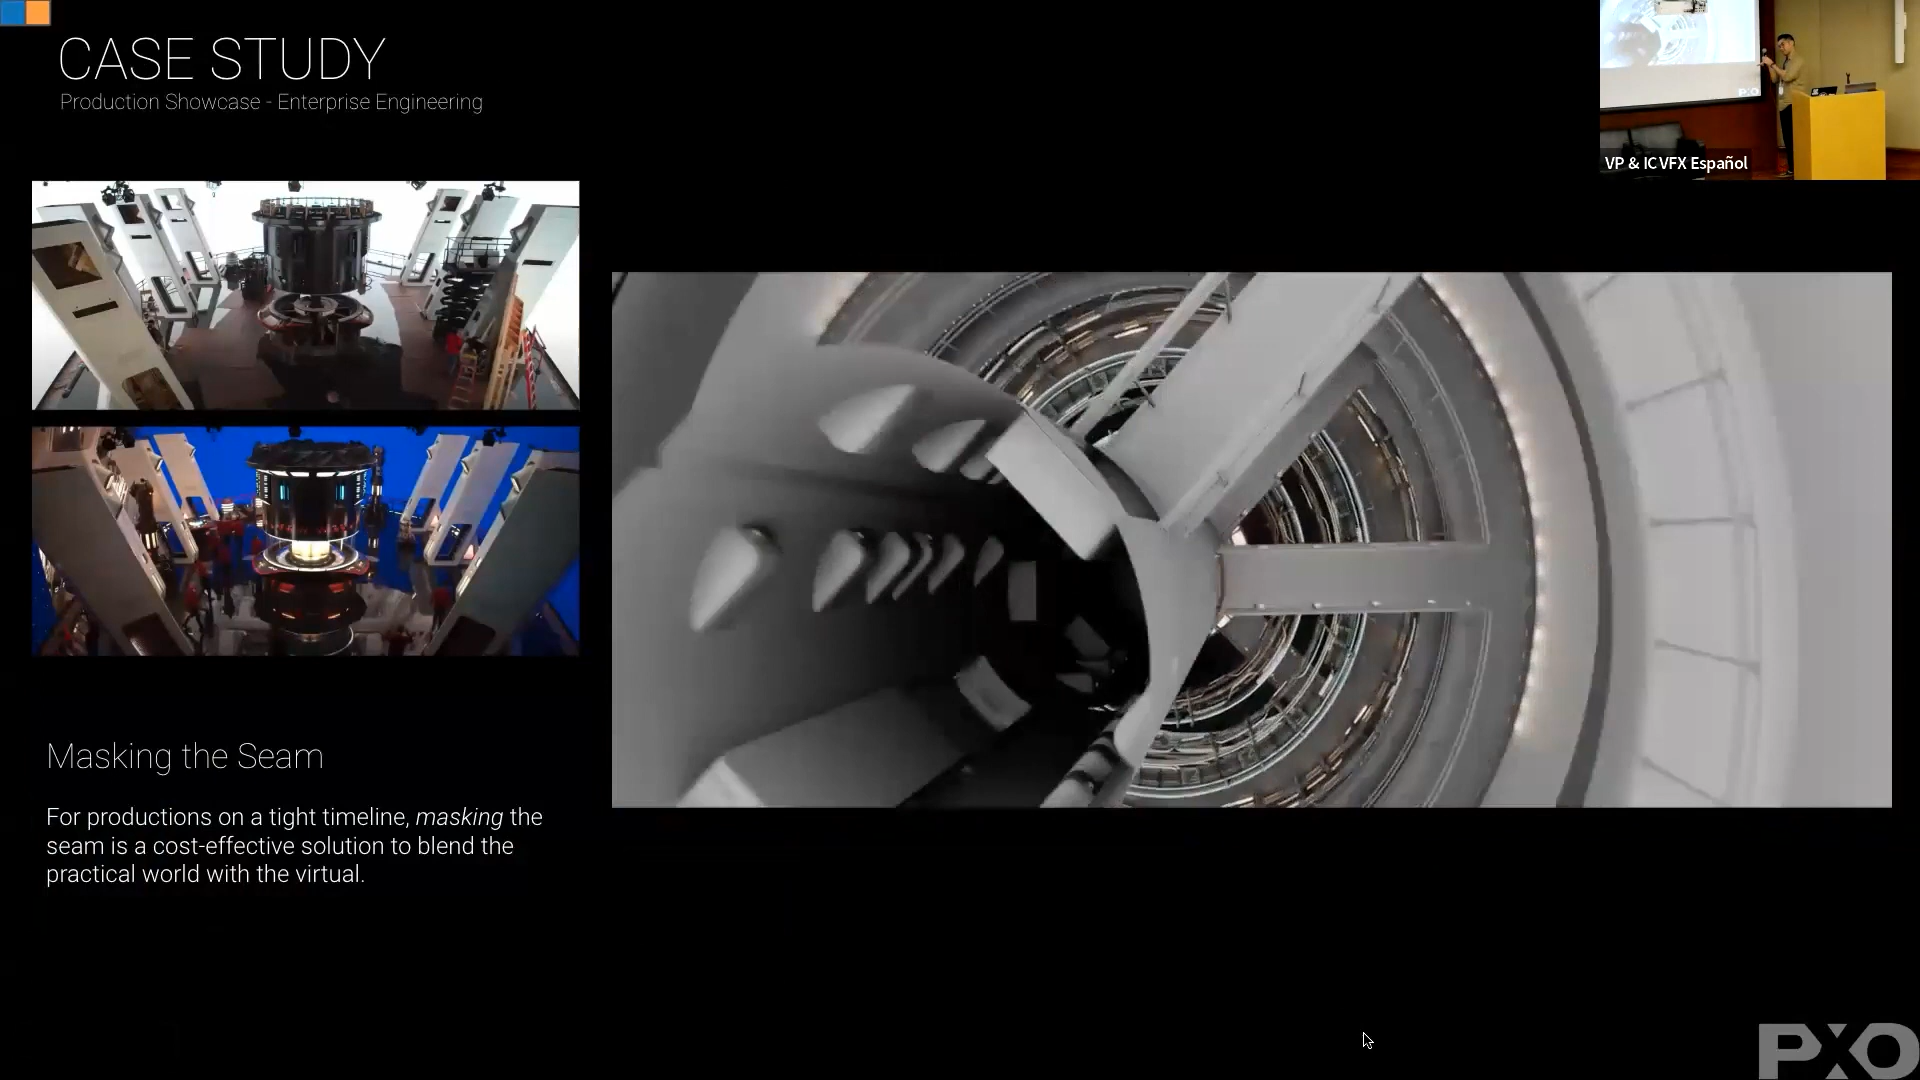 CASE STUDY
Production Showcase - Enterprise Engineering
VP & ICVFX Español
Masking the Seam
For productions on a tight timeline, masking the
seam is a cost-effective solution to blend the
practical world with the virtual.
PXO
PXO